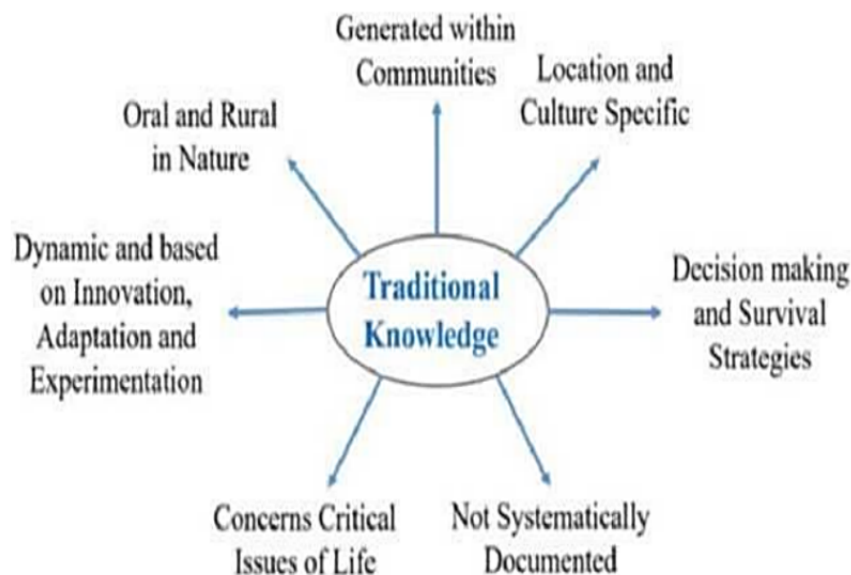 Generated within
Communities
Location and
Culture Specific
Oral and Rural
in Nature
Dynamic and based
on Innovation,
Adaptation and
Experimentation
Traditional
Knowledge
Decision making
and Survival
Strategies
Concerns Critical
Issues of Life
Not Systematically
Documented